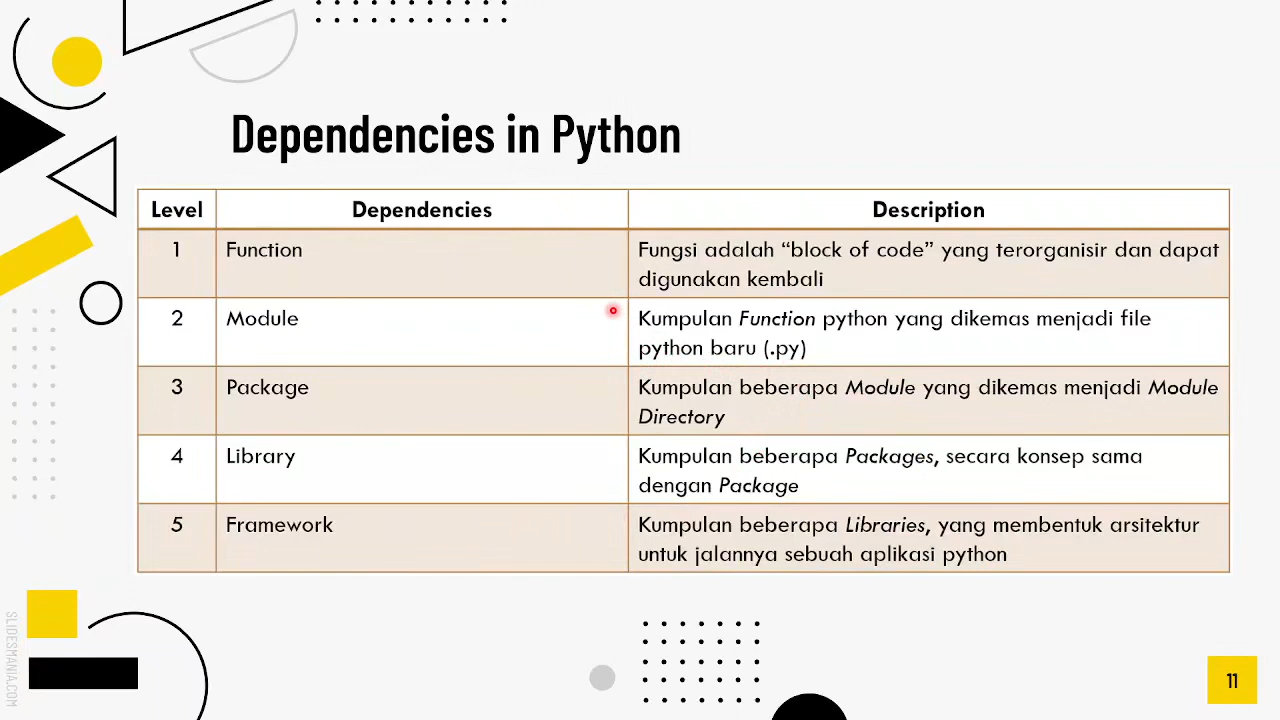 Dependencies in Python
Level Dependencies Description
1 Function Fungsi adalah “block of code” yang terorganisir dan dapat
digunakan kembali
2 Module Kumpulan Function python yang dikemas menjadi file
python baru (.py)
3 Package Kumpulan beberapa Module yang dikemas menjadi Module
Directory
4 Library Kumpulan beberapa Packages, secara konsep sama
dengan Package
5 Framework Kumpulan beberapa Libraries, yang membentuk arsitektur
untuk jalannya sebuah aplikasi python
SLIDESMANIA.COM
11